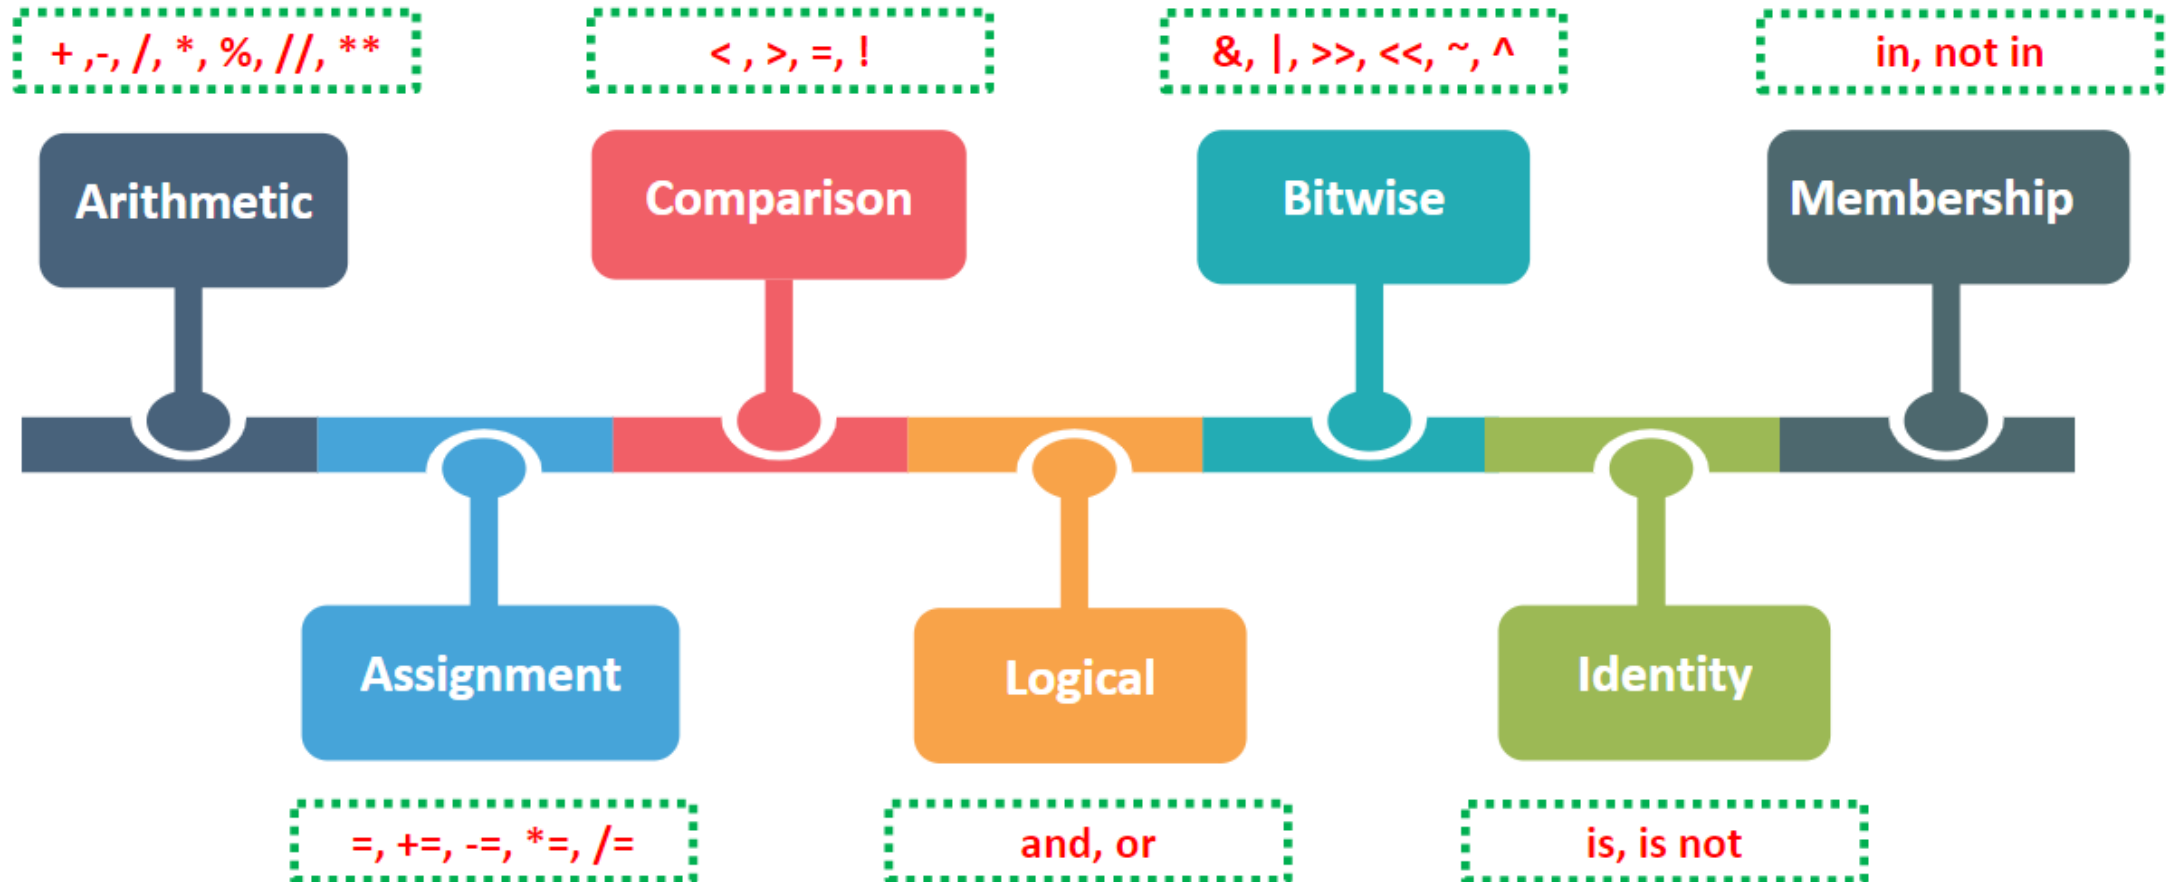 + ,-, /, *, %, //, **
< , >, =, !
&, |, >>, <<, ~, ^
in, not in
Arithmetic
Comparison
Bitwise
Membership
Assignment
Logical
Identity
=, +=, -=, *=, /=
and, or
is, is not